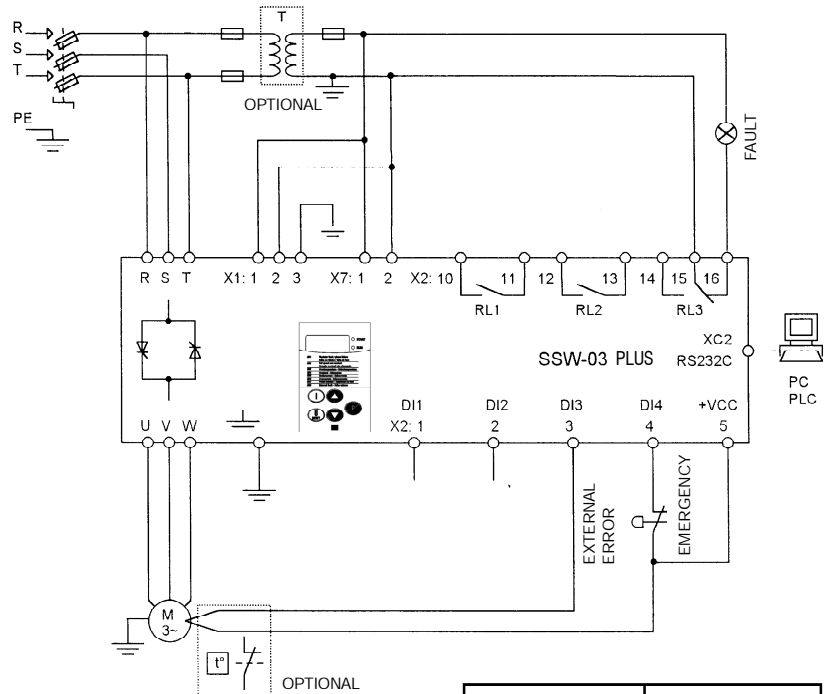 T
R
S
T
OPTIONAL
PE
FAULT
R S T X1: 1 2 3 X7: 1 2 X2: 10 11 12 13 14 15 16
RL1 RL2 RL3
SSW-03 PLUS
XC2
RS232C
PC
PLC
DI1 DI2 DI3 DI4 +VCC
U V W X2: 1 2 3 4 5
EXTERNAL
ERROR
EMERGENCY
M
3~
t°
OPTIONAL